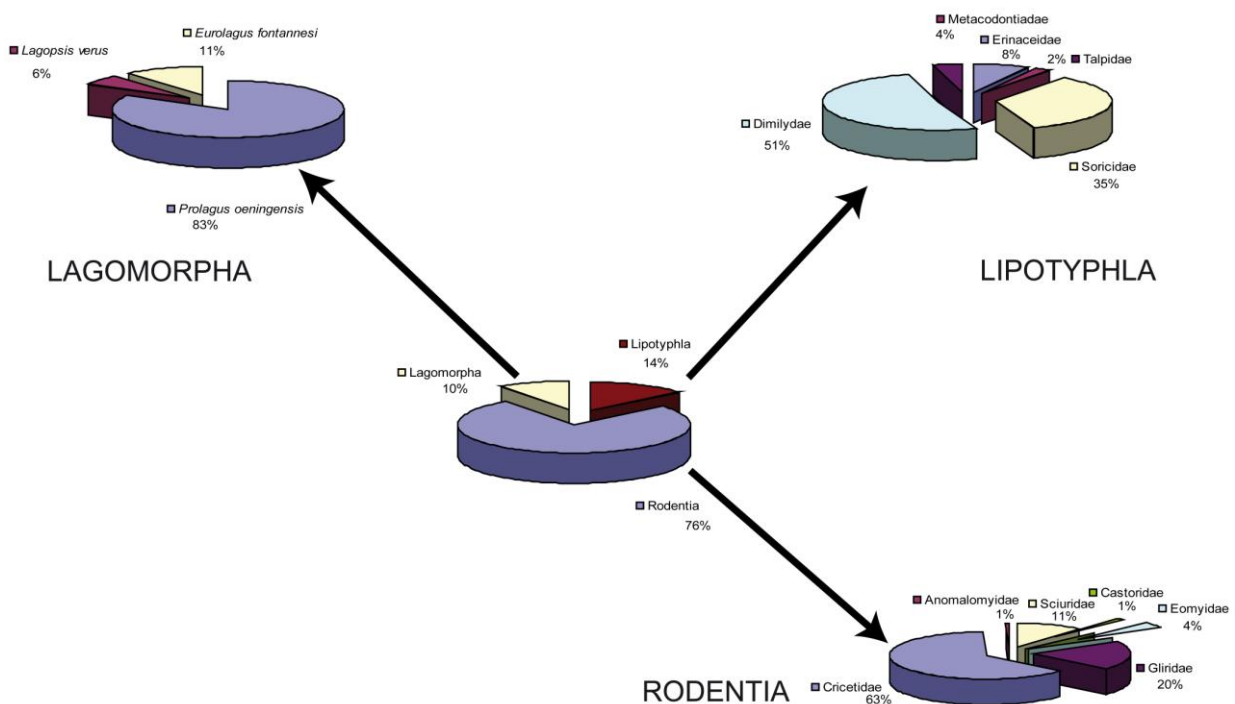 Eurolagus fontannesi
11%
Lagopsis verus
6%
Prolagus oeningensis
83%
LAGOMORPHA
Metacodontiadae
4%
Erinaceidae
8%
2%
Talpidae
Dimilydae
51%
Soricidae
35%
LIPOTYPHLA
Lipotyphla
14%
Lagomorpha
10%
Rodentia
76%
Anomalomyidae
1%
Sciuridae
11%
Castoridae
1%
Eomyidae
4%
Gliridae
20%
Cricetidae
63%
RODENTIA